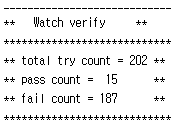 ---------------------------
**   Watch verify     **
***************************
** total try count = 202 **
** pass count =  15      **
** fail count = 187      **
***************************